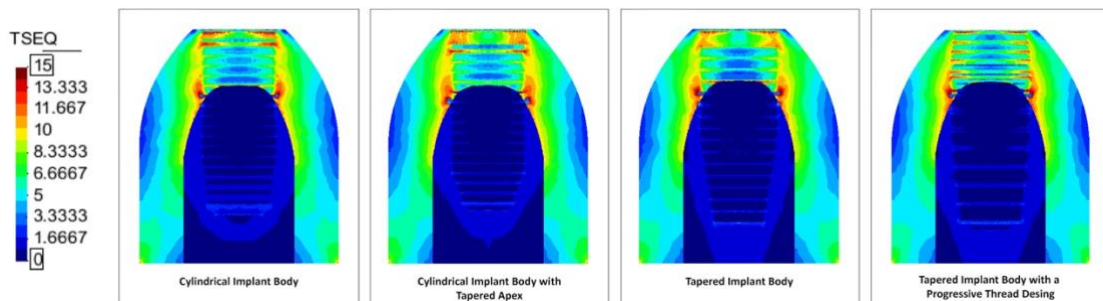 TSEQ
15
13.333
11.667
10
8.3333
6.6667
5
3.3333
1.6667
0
Cylindrical Implant Body
Cylindrical Implant Body with
Tapered Apex
Tapered Implant Body
Tapered Implant Body with a
Progressive Thread Desing